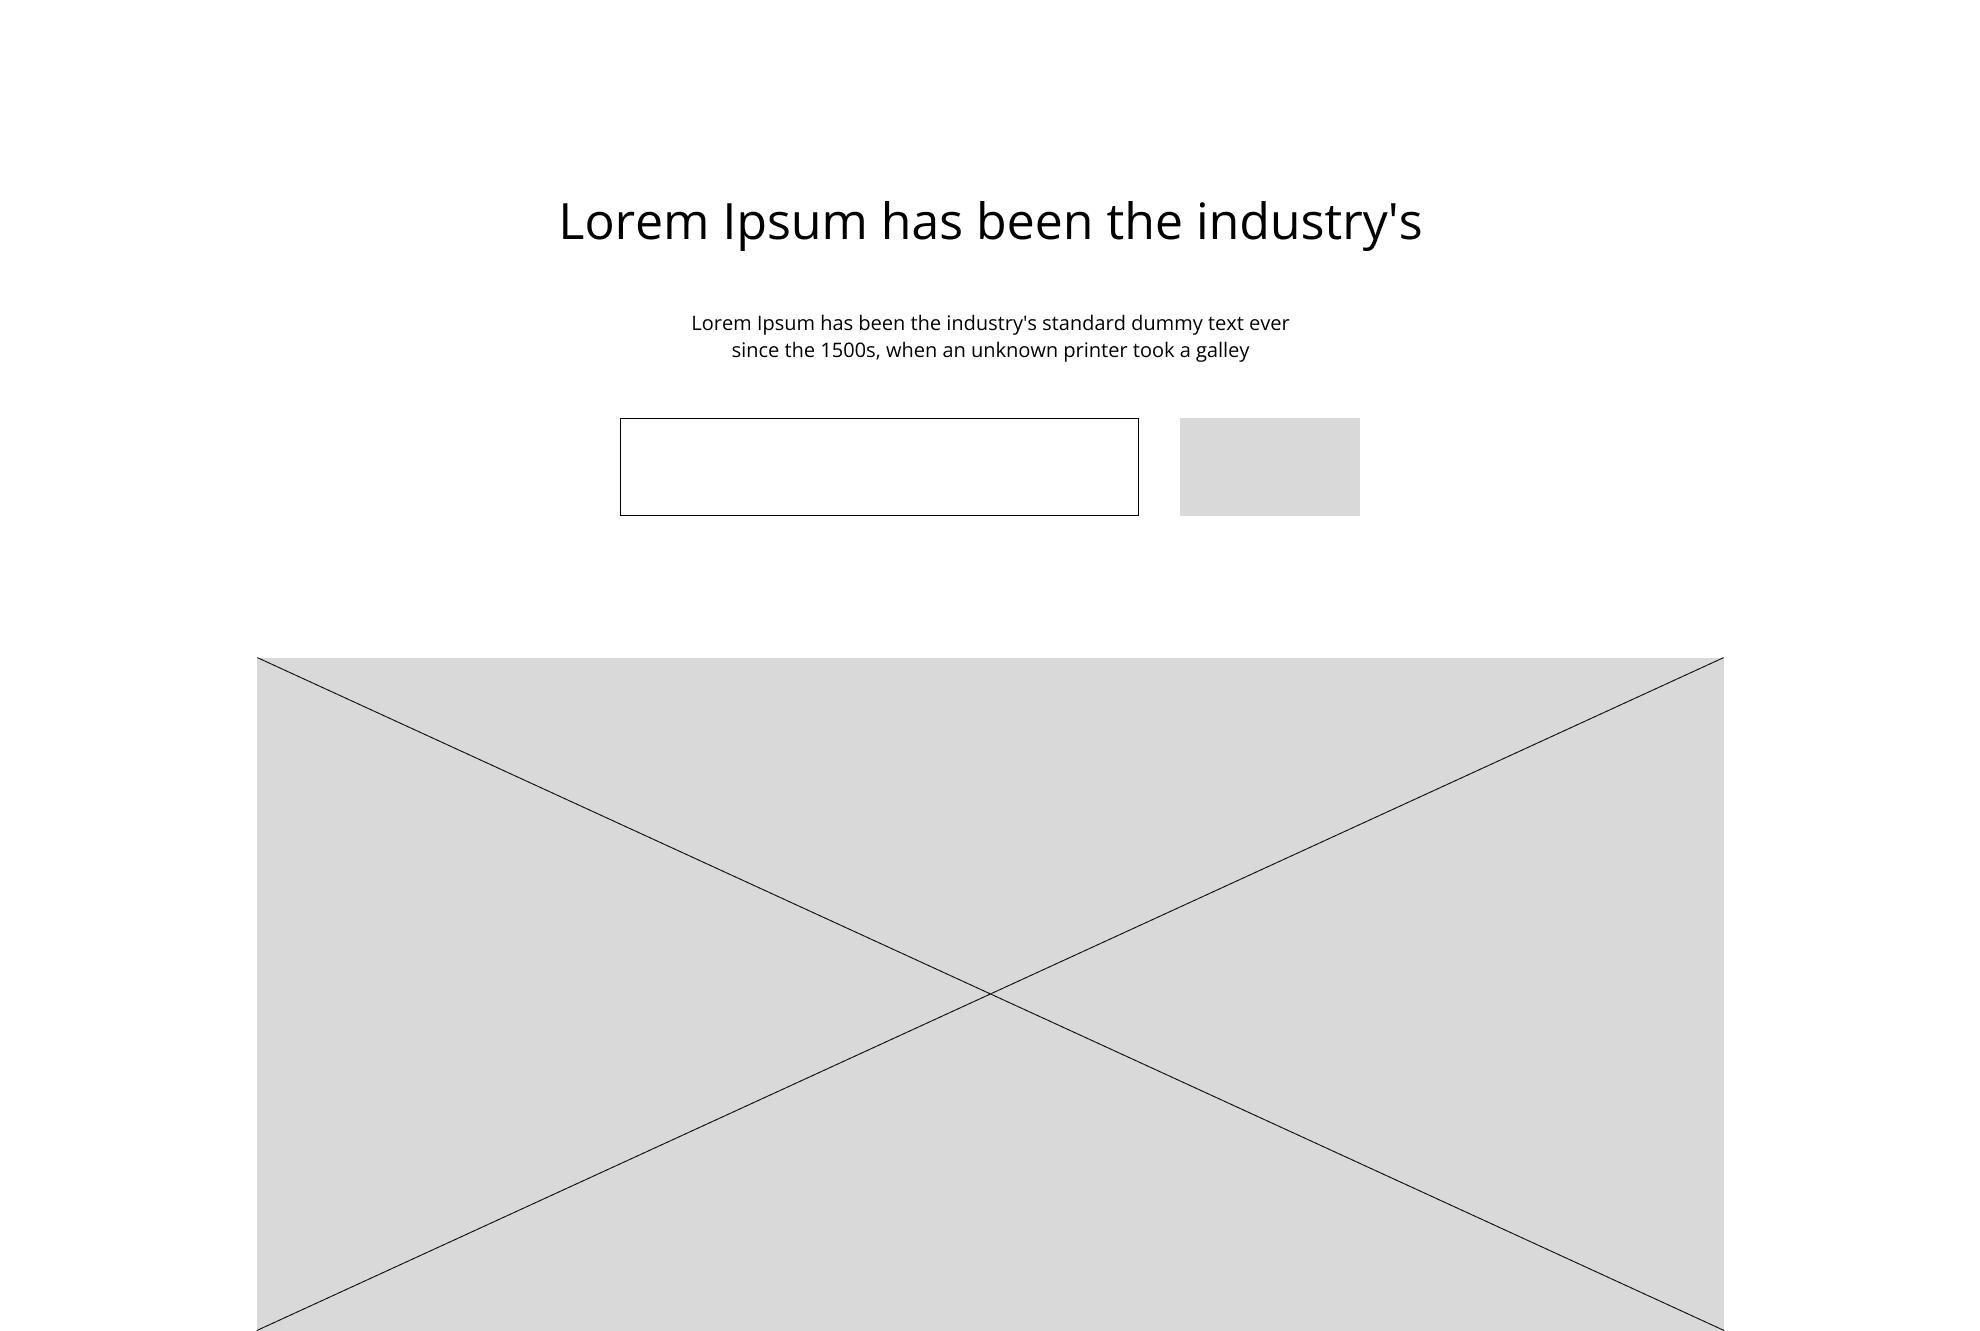 Lorem Ipsum has been the industry's
Lorem Ipsum has been the industry's standard dummy text ever
since the 1500s, when an unknown printer took a galley